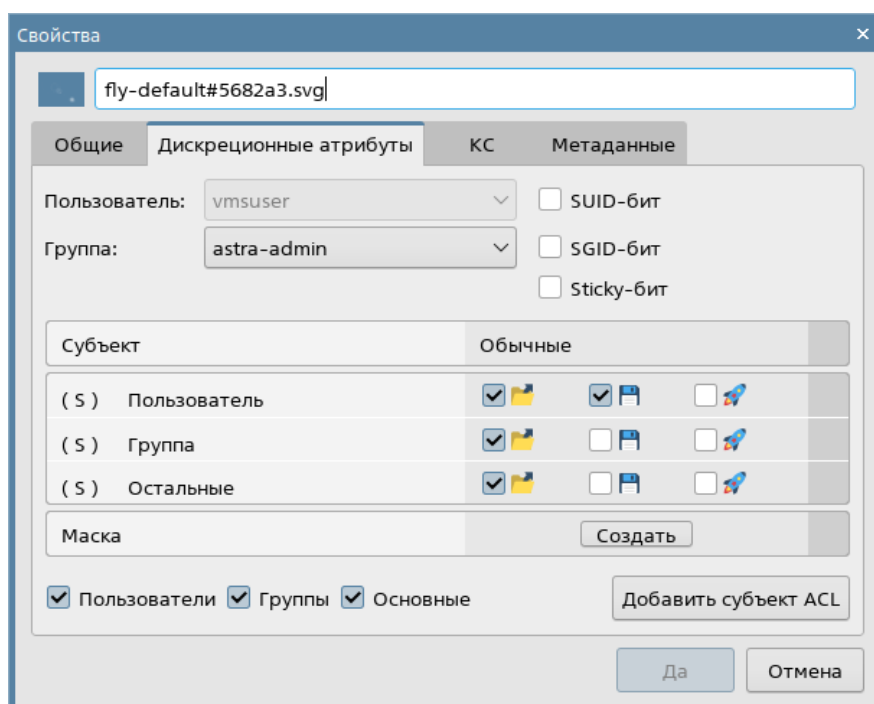 Свойства
fly-default#5682a3.svg
Общие Дискреционные атрибуты КС Метаданные
Пользователь: vmsuser SUID-бит
Группа: astra-admin SGID-бит
Sticky-бит
Субъект Обычные
(S) Пользователь
(S) Группа
(S) Остальные
Маска Создать
Пользователи Группы Основные Добавить субъект ACL
Да Отмена